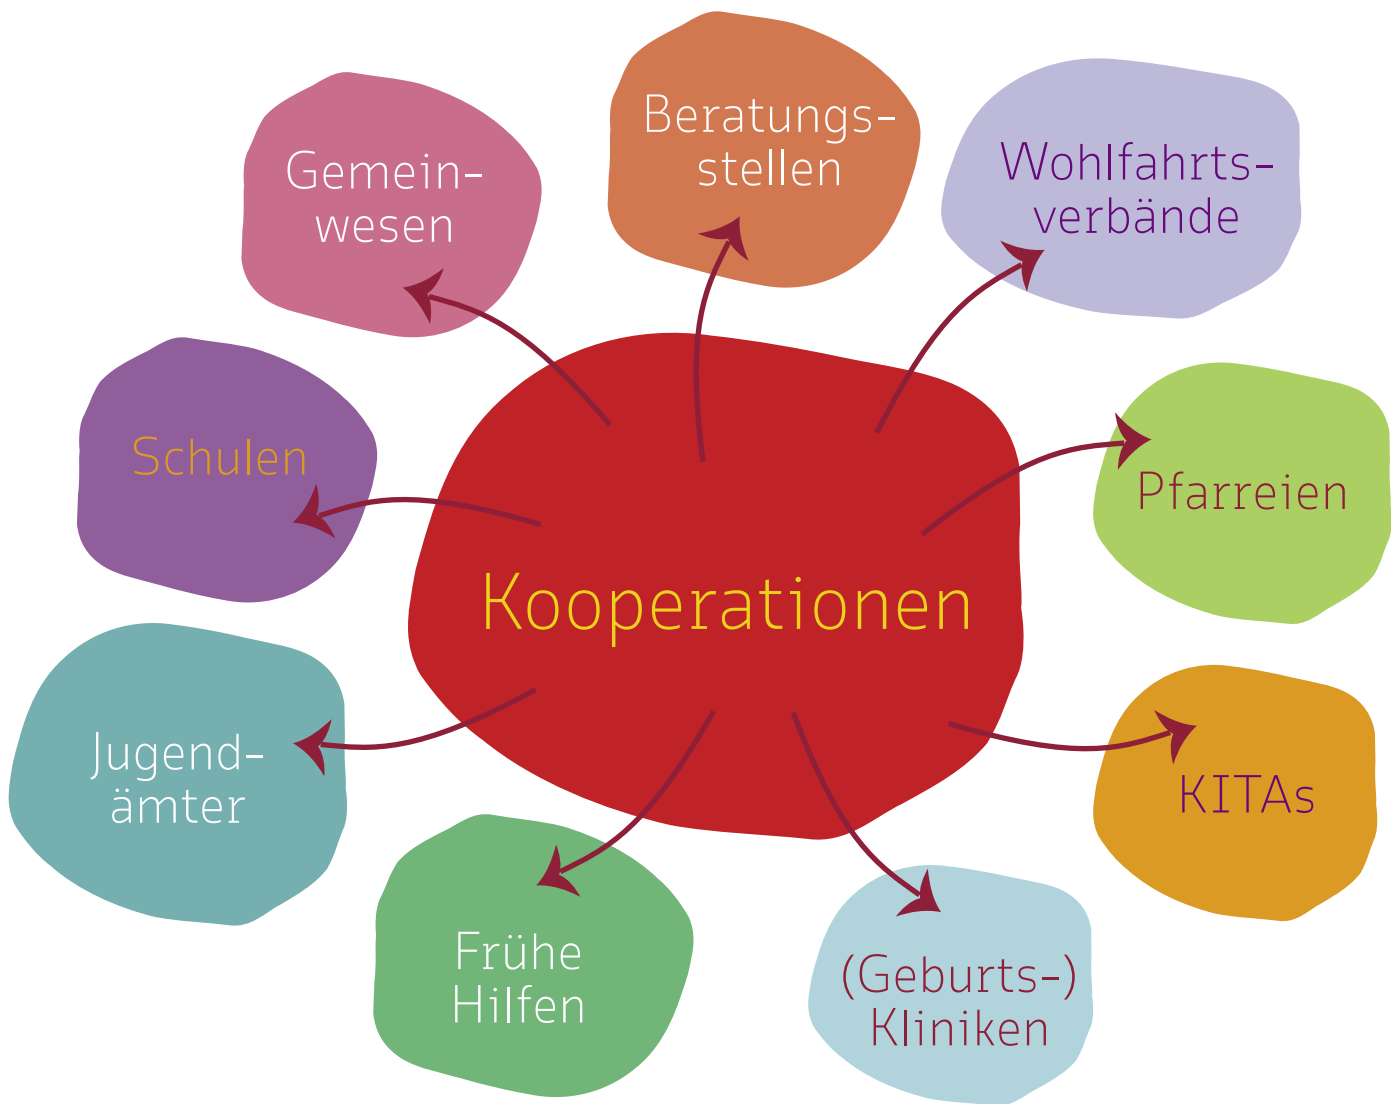 Beratungs-
stellen
Gemein-
wesen
Wohlfahrts-
verbände
Schulen
Pfarreien
Kooperationen
Jugend-
ämter
KITAs
Frühe
Hilfen
(Geburts-)
Kliniken